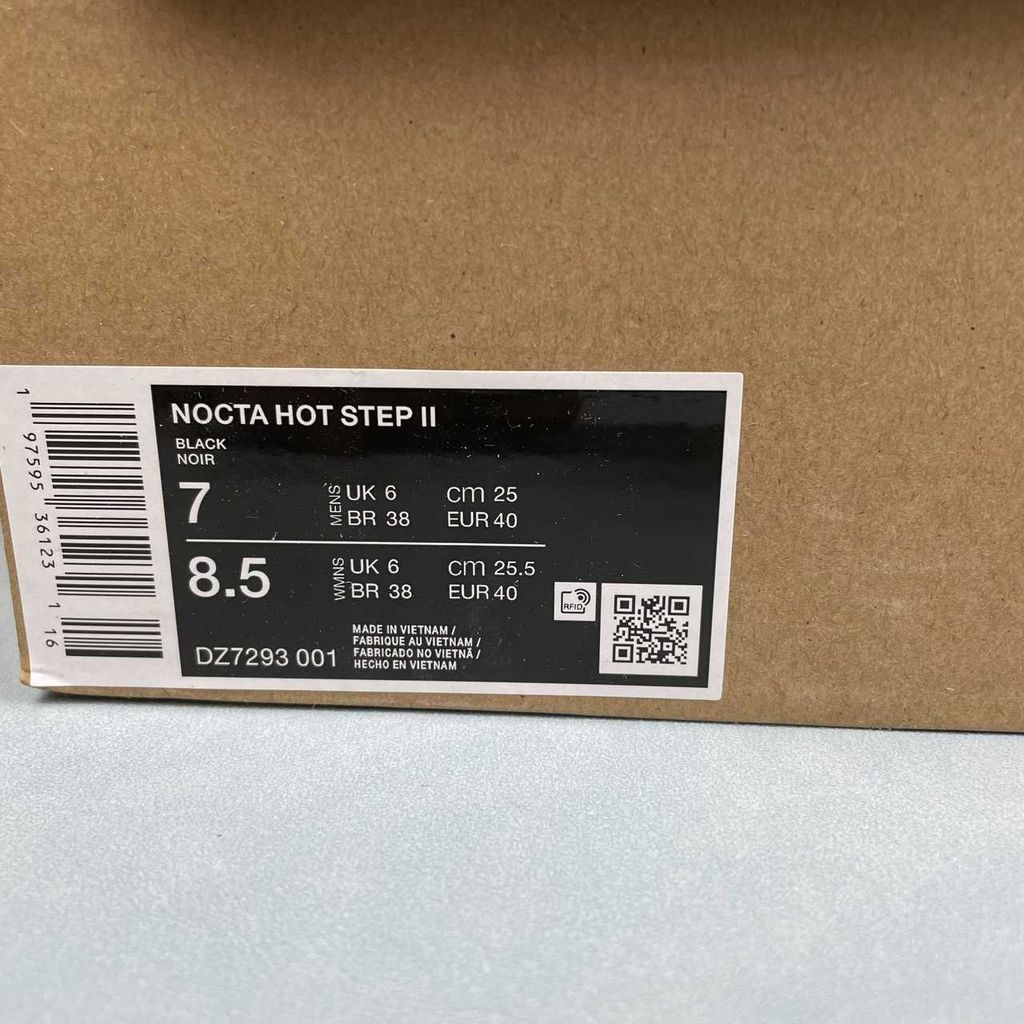 NOCTA HOT STEP II
BLACK
NOIR
7
MENS
UK 6
CM 25
BR 38
EUR 40
8.5
WMNS
UK 6
CM 25.5
BR 38
EUR 40
DZ7293 001
MADE IN VIETNAM /
FABRIQUE AU VIETNAM /
FABRICADO NO VIETNÃ /
HECHO EN VIETNAM
RFID
1 97595 36123 1 16